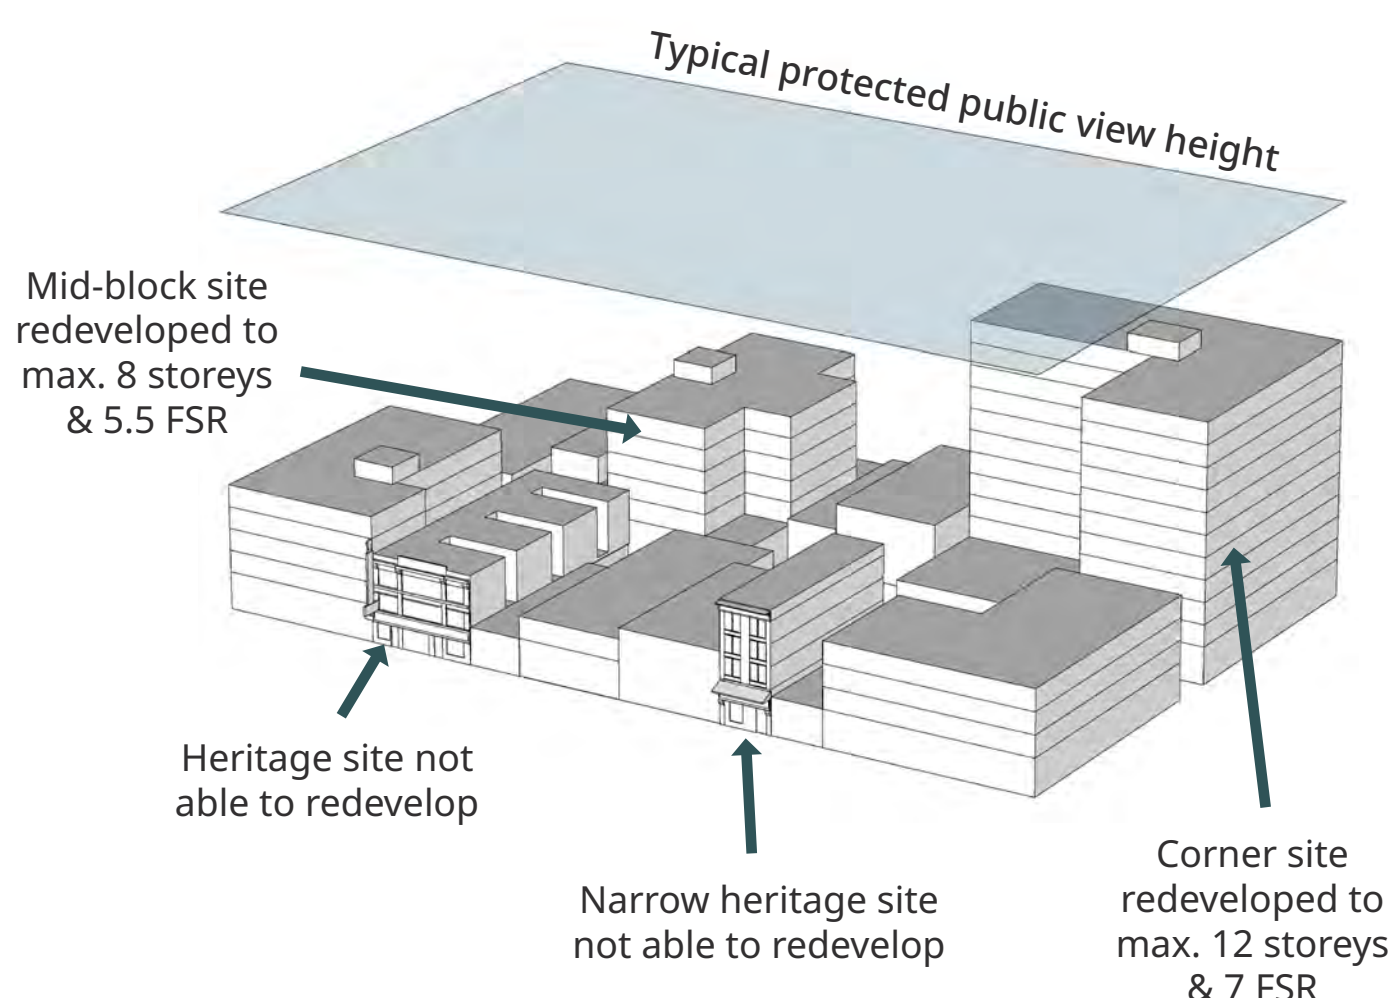 Typical protected public view height
Mid-block site
redeveloped to
max. 8 storeys
& 5.5 FSR
Heritage site not
able to redevelop
Narrow heritage site
not able to redevelop
Corner site
redeveloped to
max. 12 storeys
& 7 FSR